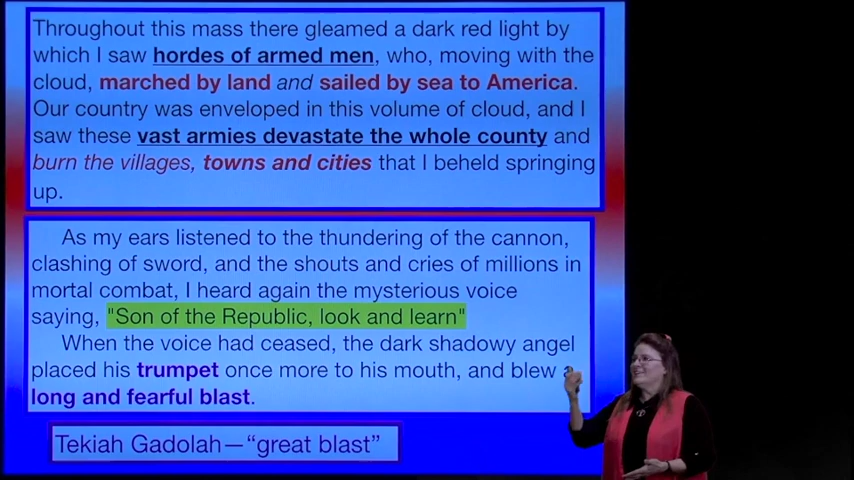 Throughout this mass there gleamed a dark red light by
which I saw hordes of armed men, who, moving with the
cloud, marched by land and sailed by sea to America.
Our country was enveloped in this volume of cloud, and I
saw these vast armies devastate the whole county and
burn the villages, towns and cities that I beheld springing
up.
As my ears listened to the thundering of the cannon,
clashing of sword, and the shouts and cries of millions in
mortal combat, I heard again the mysterious voice
saying, "Son of the Republic, look and learn"
When the voice had ceased, the dark shadowy angel
placed his trumpet once more to his mouth, and blew a
long and fearful blast.
Tekiah Gadolah—“great blast”